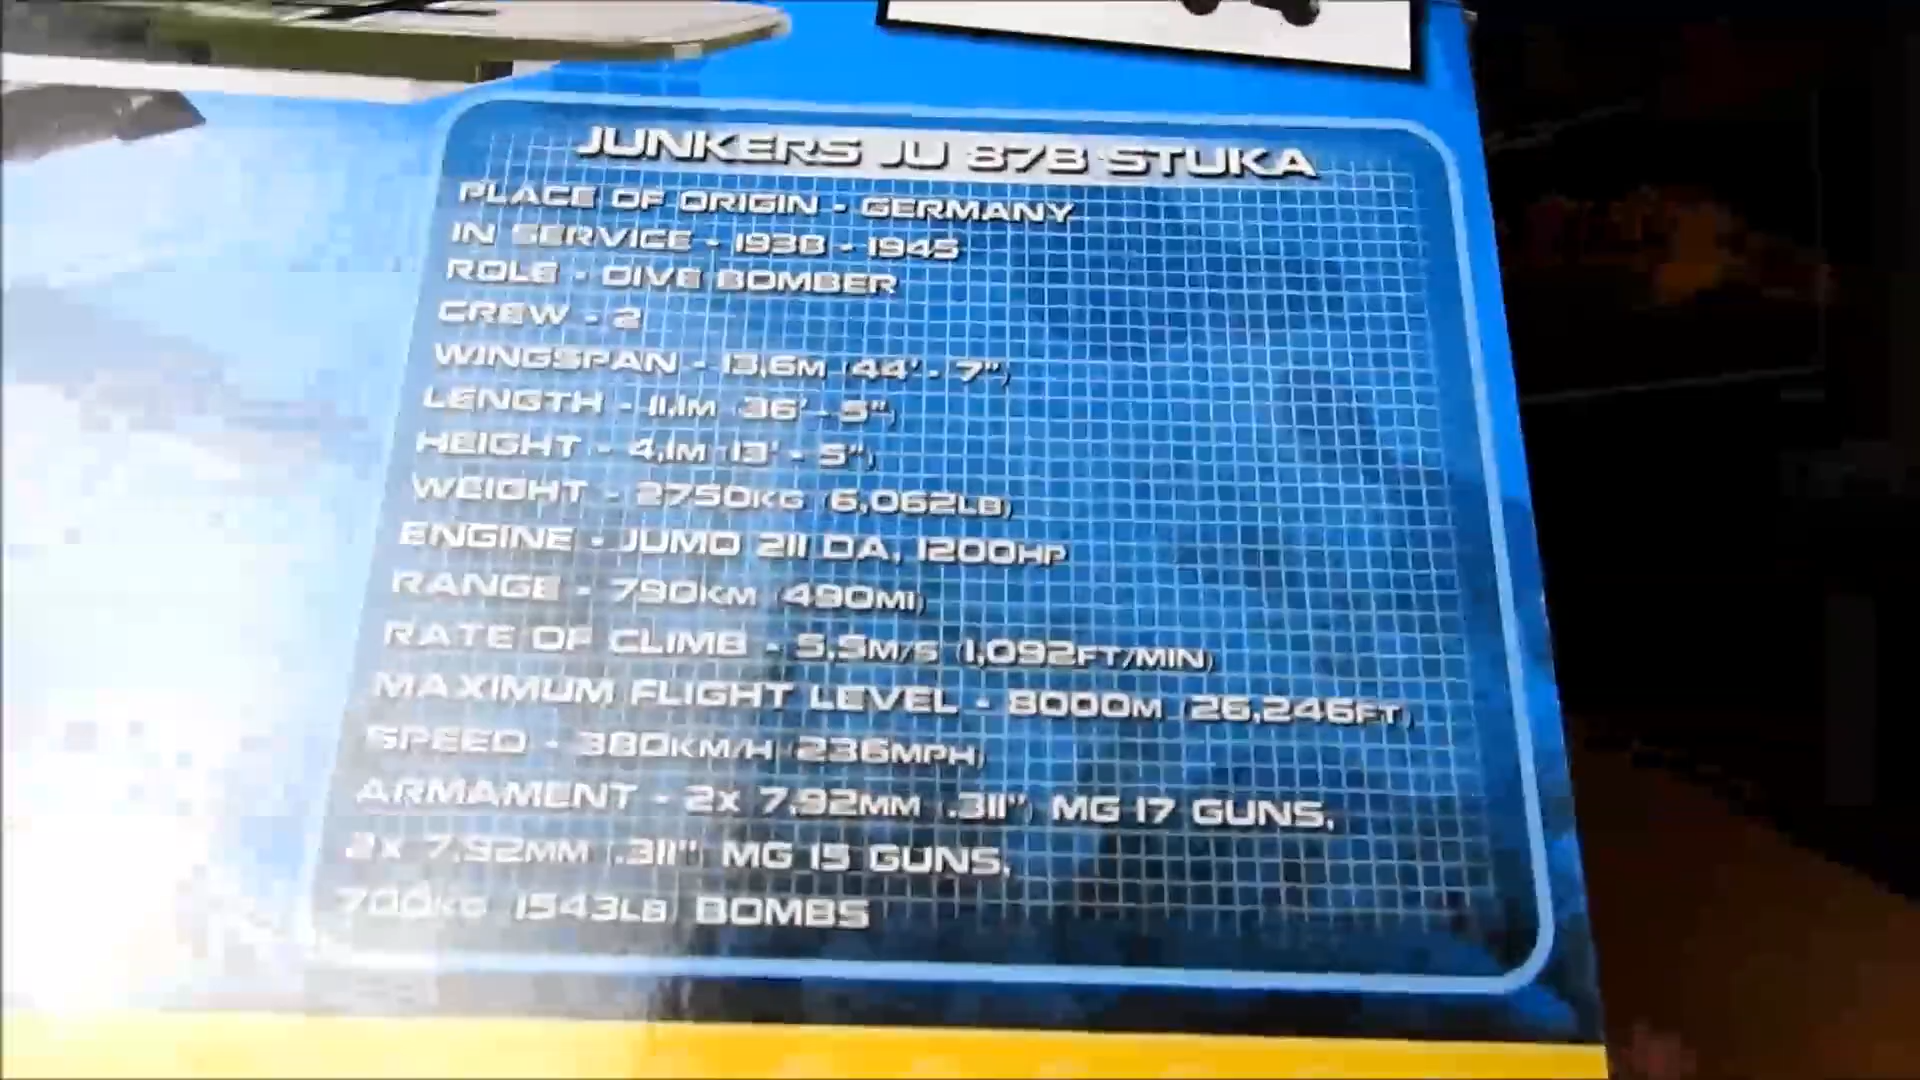 JUNKERS JU 87B STUKA
PLACE OF ORIGIN - GERMANY
IN SERVICE - 1938 - 1945
ROLE - DIVE BOMBER
CREW - 2
WINGSPAN - 13,6M (44' - 7")
LENGTH - 11,1M (36' - 5")
HEIGHT - 4,1M (13' - 5")
WEIGHT - 2750KG (6,062LB)
ENGINE - JUMO 211 DA, 1200HP
RANGE - 790KM (490MI)
RATE OF CLIMB - 5,5M/S (1,092FT/MIN)
MAXIMUM FLIGHT LEVEL - 8000M (26,246FT)
SPEED - 380KM/H (236MPH)
ARMAMENT - 2X 7,92MM (.311") MG 17 GUNS,
2X 7,92MM (.311") MG 15 GUNS,
700KG (1543LB) BOMBS